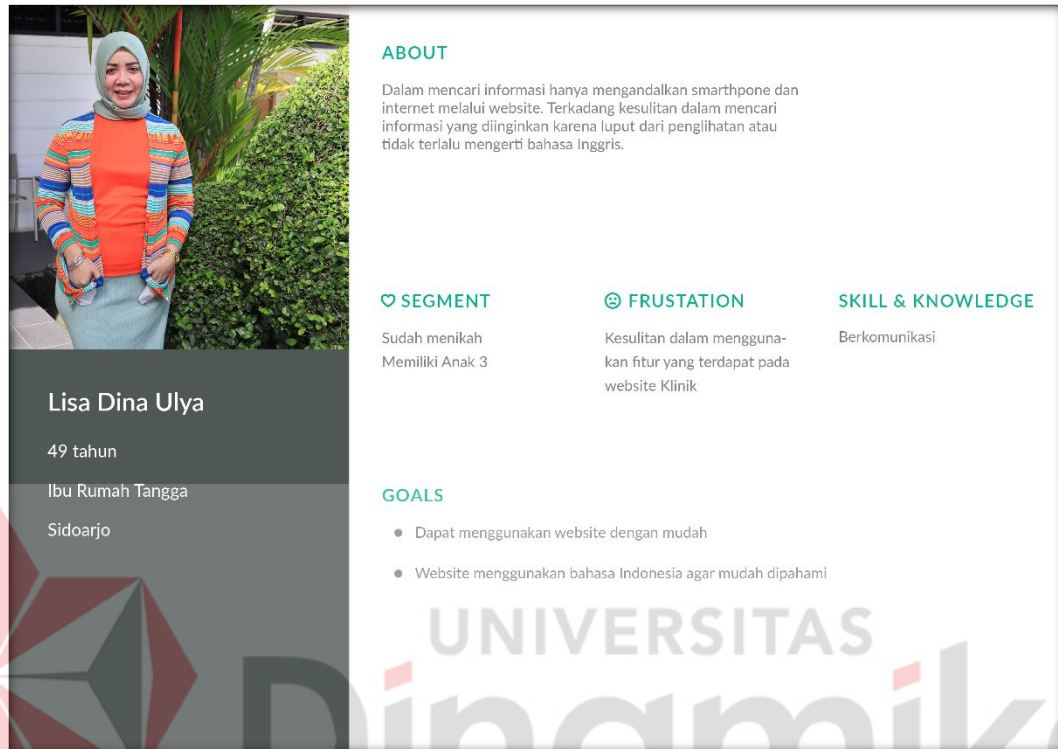 ABOUT
Dalam mencari informasi hanya mengandalkan smarthpone dan
internet melalui website. Terkadang kesulitan dalam mencari
informasi yang diinginkan karena luput dari penglihatan atau
tidak terlalu mengerti bahasa Inggris.
SEGMENT
Sudah menikah
Memiliki Anak 3
FRUSTATION
Kesulitan dalam mengguna-
kan fitur yang terdapat pada
website Klinik
SKILL & KNOWLEDGE
Berkomunikasi
Lisa Dina Ulya
49 tahun
Ibu Rumah Tangga
Sidoarjo
GOALS
Dapat menggunakan website dengan mudah
Website menggunakan bahasa Indonesia agar mudah dipahami
UNIVERSITAS
Dinamika